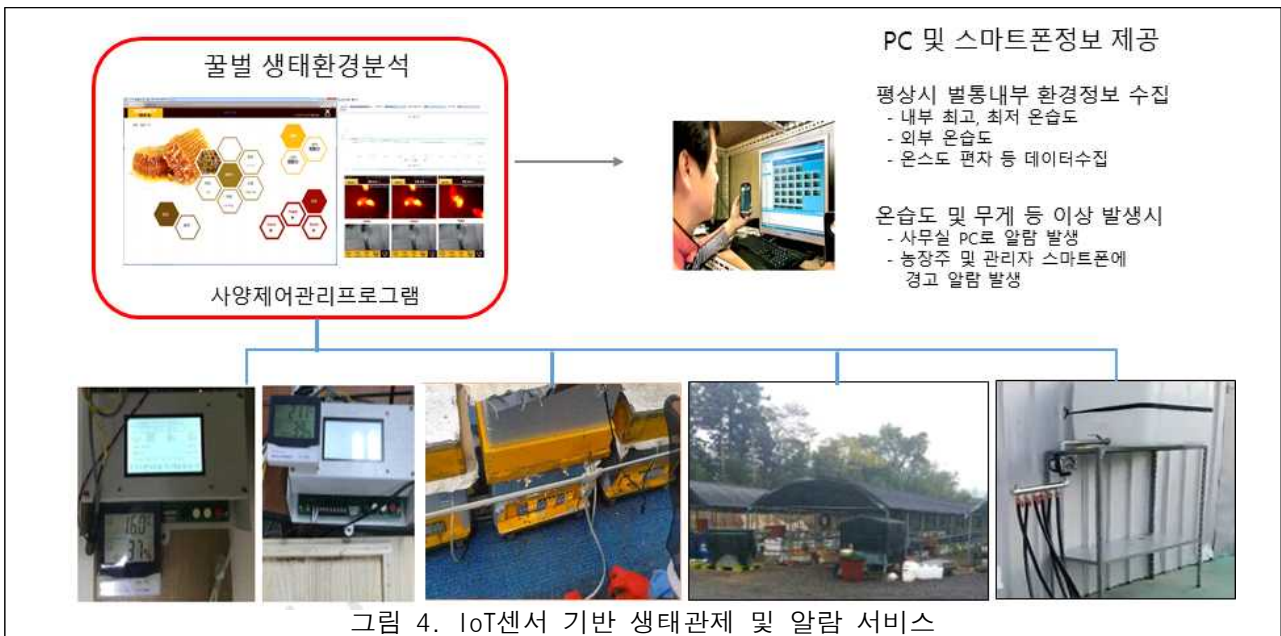 꿀벌 생태환경분석
사양제어관리프로그램
PC 및 스마트폰정보 제공
평상시 벌통내부 환경정보 수집
- 내부 최고, 최저 온습도
- 외부 온습도
- 온스도 편차 등 데이터수집
온습도 및 무게 등 이상 발생시
- 사무실 PC로 알람 발생
- 농장주 및 관리자 스마트폰에
경고 알람 발생
16.0
37%
그림 4. IoT센서 기반 생태관제 및 알람 서비스